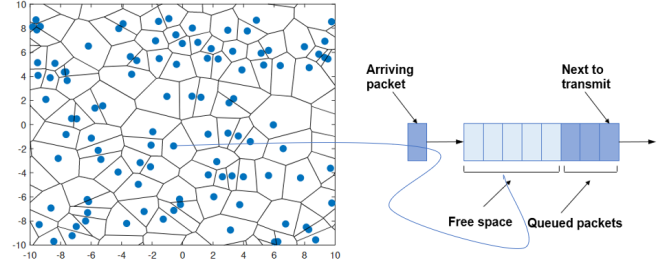 10
8
6
4
2
0
-2
-4
-6
-8
-10
-10 -8 -6 -4 -2 0 2 4 6 8 10
Arriving
packet
Next to
transmit
Free space
Queued packets